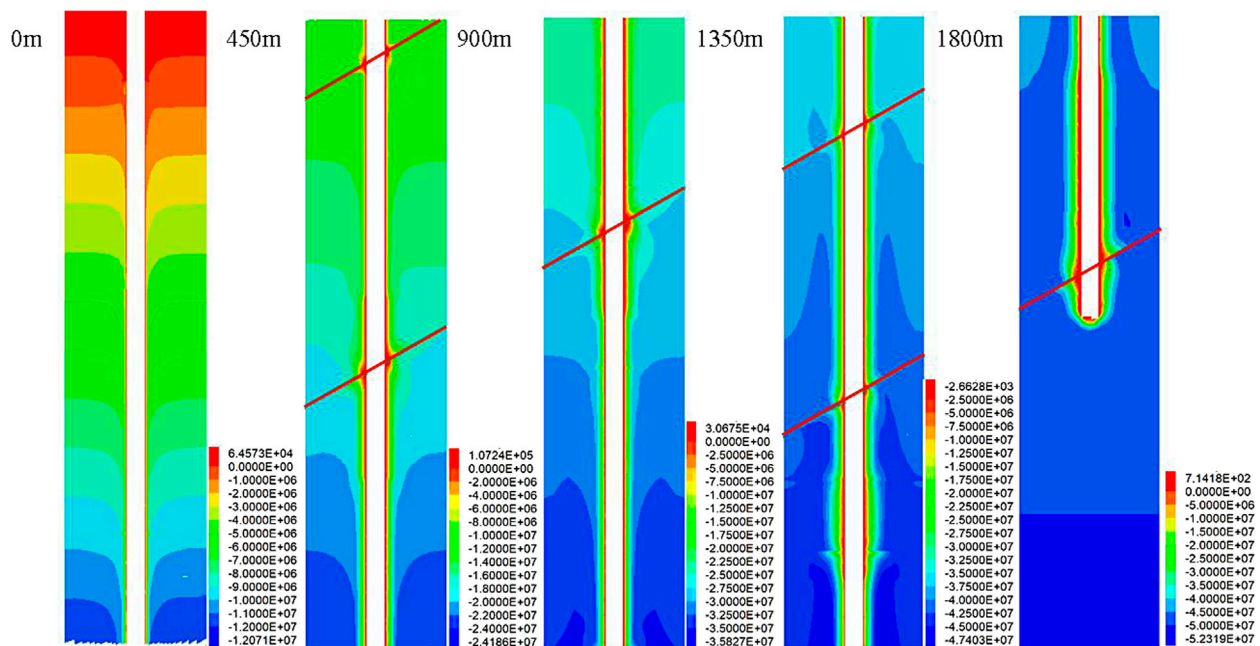 0m
450m
900m
1350m
1800m
6.4573E+04
0.0000E+00
-1.0000E+06
-2.0000E+06
-3.0000E+06
-4.0000E+06
-5.0000E+06
-6.0000E+06
-7.0000E+06
-8.0000E+06
-9.0000E+06
-1.0000E+07
-1.1000E+07
-1.2000E+07
-1.2071E+07
1.0724E+05
0.0000E+00
-2.0000E+06
-4.0000E+06
-6.0000E+06
-8.0000E+06
-1.0000E+07
-1.2000E+07
-1.4000E+07
-1.6000E+07
-1.8000E+07
-2.0000E+07
-2.2000E+07
-2.4000E+07
-2.4186E+07
3.0675E+04
0.0000E+00
-2.5000E+06
-5.0000E+06
-7.5000E+06
-1.0000E+07
-1.2500E+07
-1.5000E+07
-1.7500E+07
-2.0000E+07
-2.2500E+07
-2.5000E+07
-2.7500E+07
-3.0000E+07
-3.2500E+07
-3.5000E+07
-3.5827E+07
-2.6628E+03
-2.5000E+06
-5.0000E+06
-7.5000E+06
-1.0000E+07
-1.2500E+07
-1.5000E+07
-1.7500E+07
-2.0000E+07
-2.2500E+07
-2.5000E+07
-2.7500E+07
-3.0000E+07
-3.2500E+07
-3.5000E+07
-3.7500E+07
-4.0000E+07
-4.2500E+07
-4.5000E+07
-4.7403E+07
7.1418E+02
0.0000E+00
-5.0000E+06
-1.0000E+07
-1.5000E+07
-2.0000E+07
-2.5000E+07
-3.0000E+07
-3.5000E+07
-4.0000E+07
-4.5000E+07
-5.0000E+07
-5.2319E+07